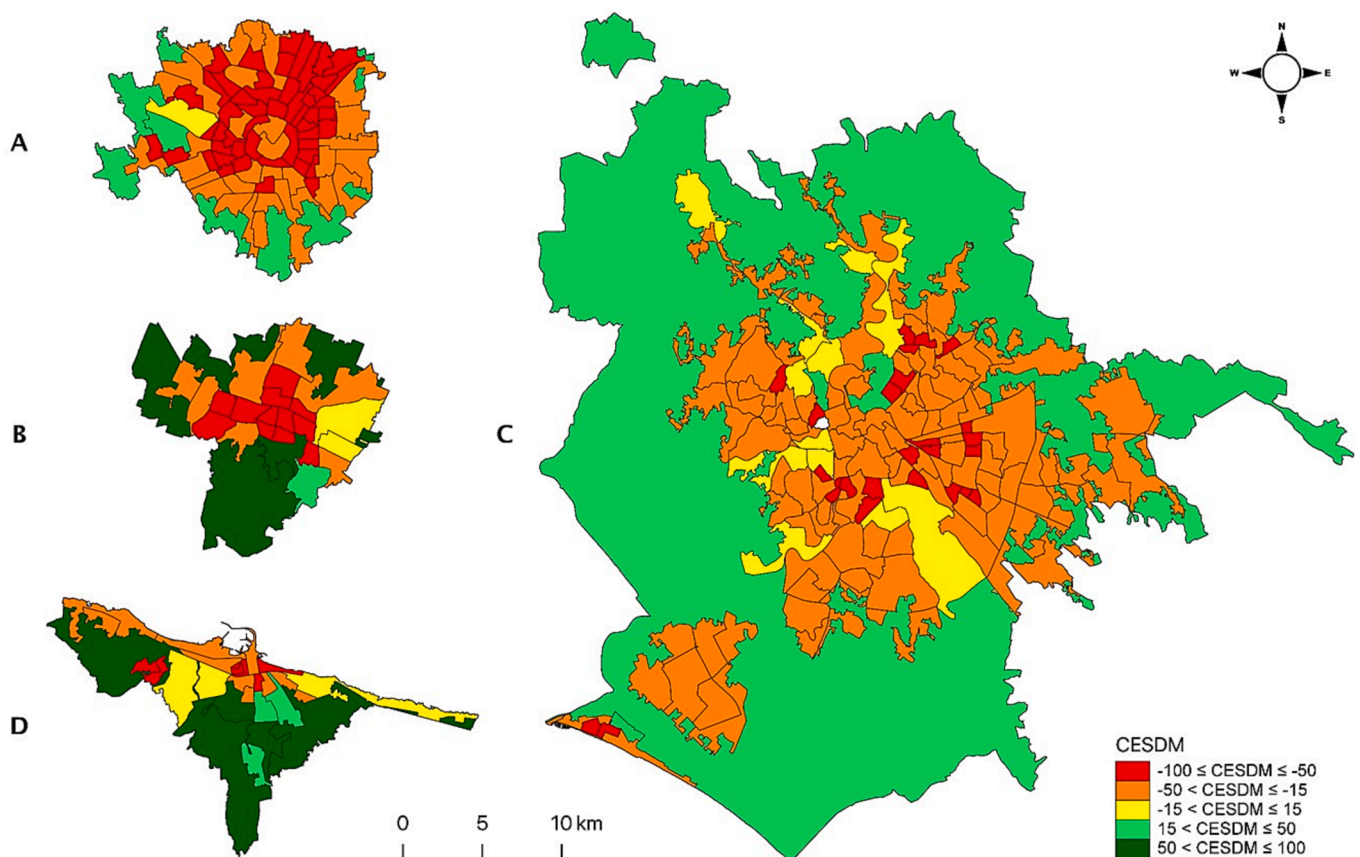 N
W E
S
A
B
C
D
0 5 10 km
CESDM
-100 ≤ CESDM ≤ -50
-50 < CESDM ≤ -15
-15 < CESDM ≤ 15
15 < CESDM ≤ 50
50 < CESDM ≤ 100